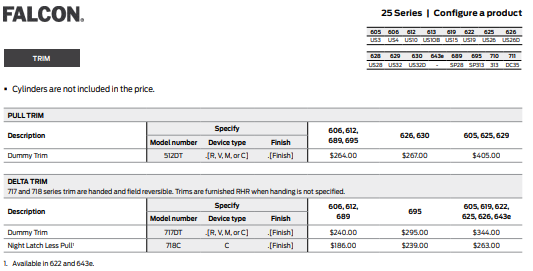 FALCON.
25 Series | Configure a product
605 606 612 613 619 622 625 626
US3 US4 US10 US10B US15 US19 US26 US26D
628 629 630 643e 689 695 710 711
US28 US32 US32D - SP28 SP313 313 DC35
TRIM
• Cylinders are not included in the price.
PULL TRIM
Description Specify 606, 612, 689, 695 626, 630 605, 625, 629
Model number Device type Finish
Dummy Trim 512DT .[R, V, M, or C] .[Finish] $264.00 $267.00 $405.00
DELTA TRIM
717 and 718 series trim are handed and field reversible. Trims are furnished RHR when handing is not specified.
Description Specify 606, 612, 689 695 605, 619, 622, 625, 626, 643e
Model number Device type Finish
Dummy Trim 717DT .[R, V, M, or C] .[Finish] $240.00 $295.00 $344.00
Night Latch Less Pull¹ 718C C .[Finish] $186.00 $239.00 $263.00
1. Available in 622 and 643e.